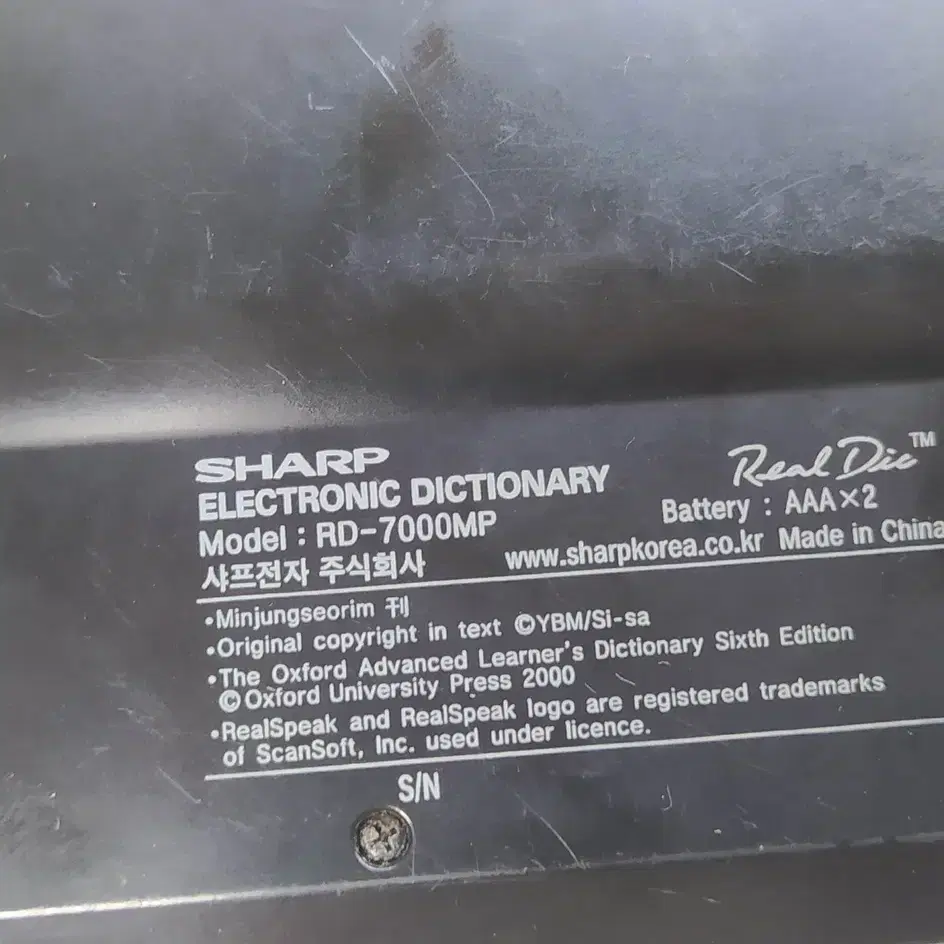 SHARP
ELECTRONIC DICTIONARY
Real Dic™
Model : RD-7000MP
Battery : AAA×2
샤프전자 주식회사
www.sharpkorea.co.kr Made in China
•Minjungseorim 刊
•Original copyright in text ©YBM/Si-sa
•The Oxford Advanced Learner's Dictionary Sixth Edition
©Oxford University Press 2000
•RealSpeak and RealSpeak logo are registered trademarks
of ScanSoft, Inc. used under licence.
S/N